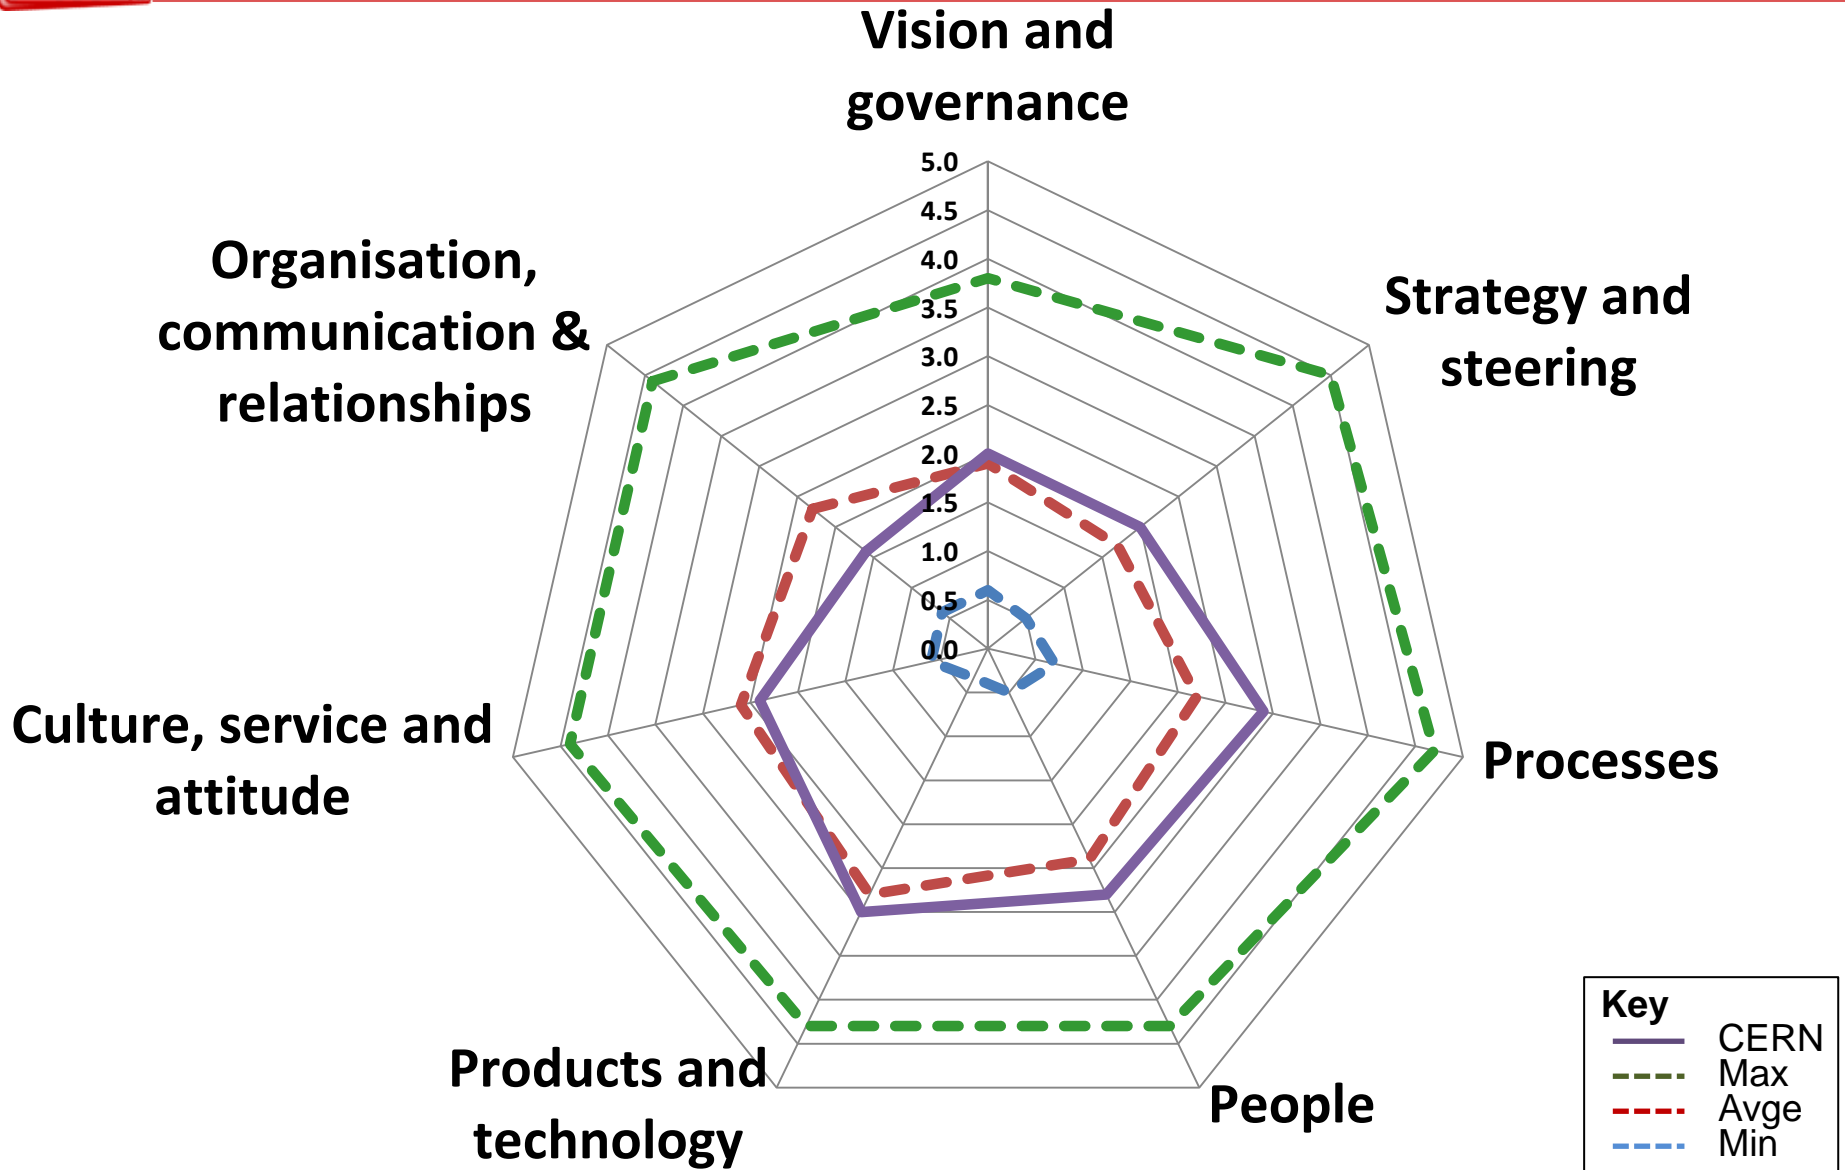 Vision and
governance
5.0
4.5
4.0
3.5
3.0
2.5
2.0
1.5
1.0
0.5
0.0
Strategy and
steering
Processes
People
Products and
technology
Culture, service and
attitude
Organisation,
communication &
relationships
Key
CERN
Max
Avge
Min